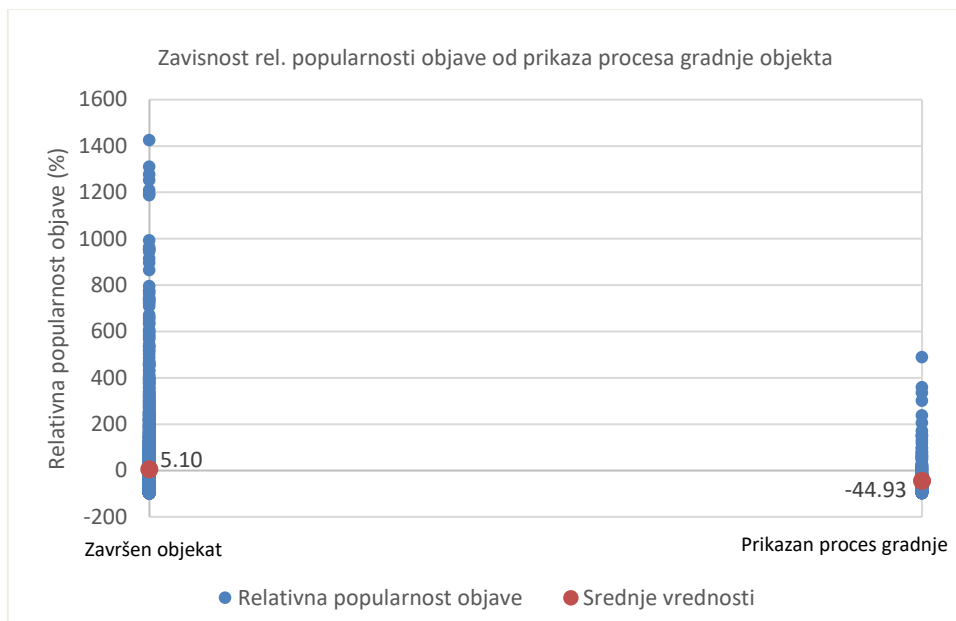 Zavisnost rel. popularnosti objave od prikaza procesa gradnje objekta
Relativna popularnost objave (%)
1600
1400
1200
1000
800
600
400
200
0
-200
5.10
-44.93
Završen objekat
Prikazan proces gradnje
Relativna popularnost objave
Srednje vrednosti